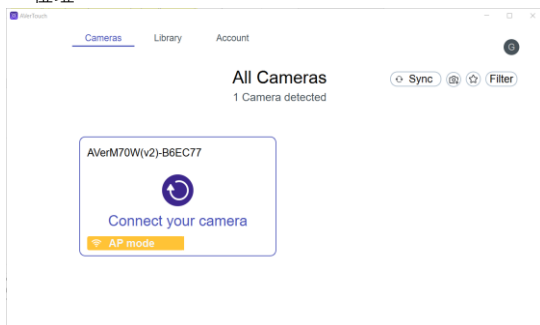 AVerTouch
Cameras Library Account
G
All Cameras
Sync Filter
1 Camera detected
AVerM70W(v2)-B6EC77
Connect your camera
AP mode